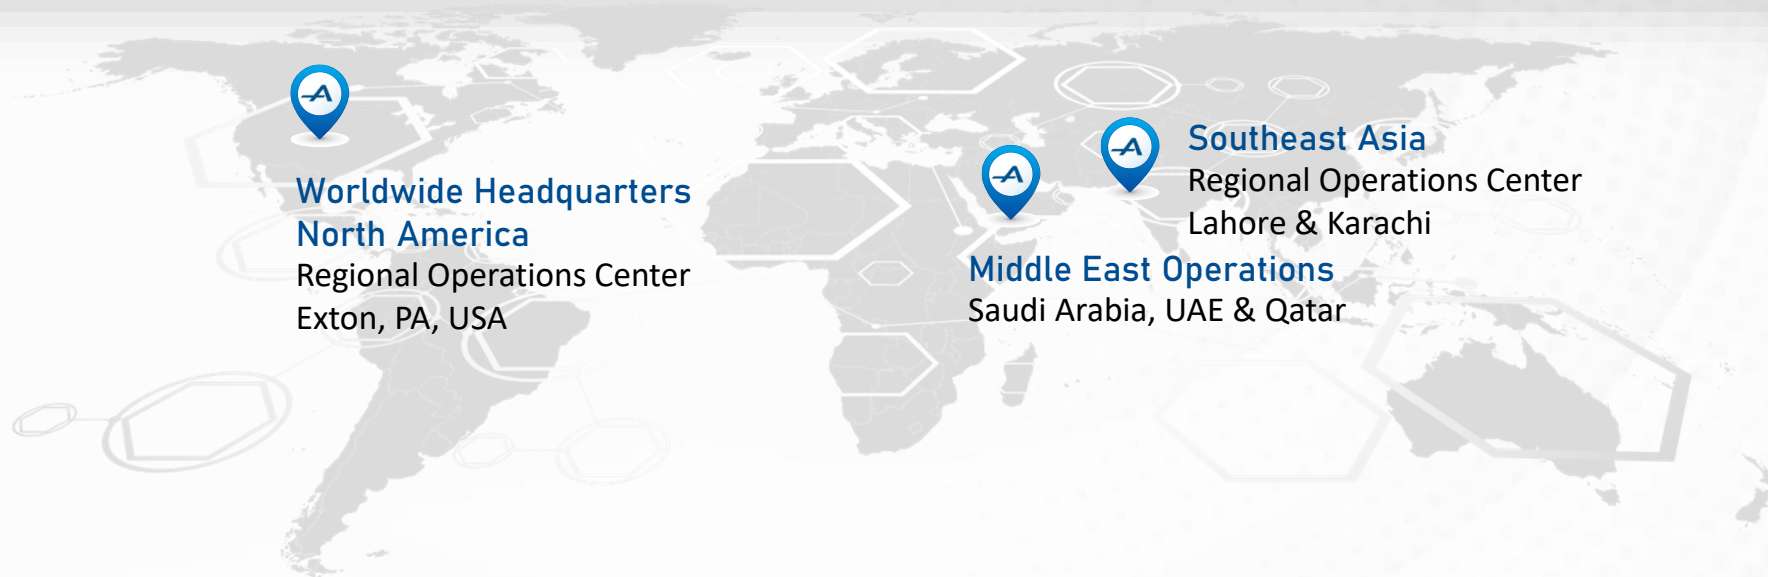 Worldwide Headquarters
North America
Regional Operations Center
Exton, PA, USA
Southeast Asia
Regional Operations Center
Lahore & Karachi
Middle East Operations
Saudi Arabia, UAE & Qatar